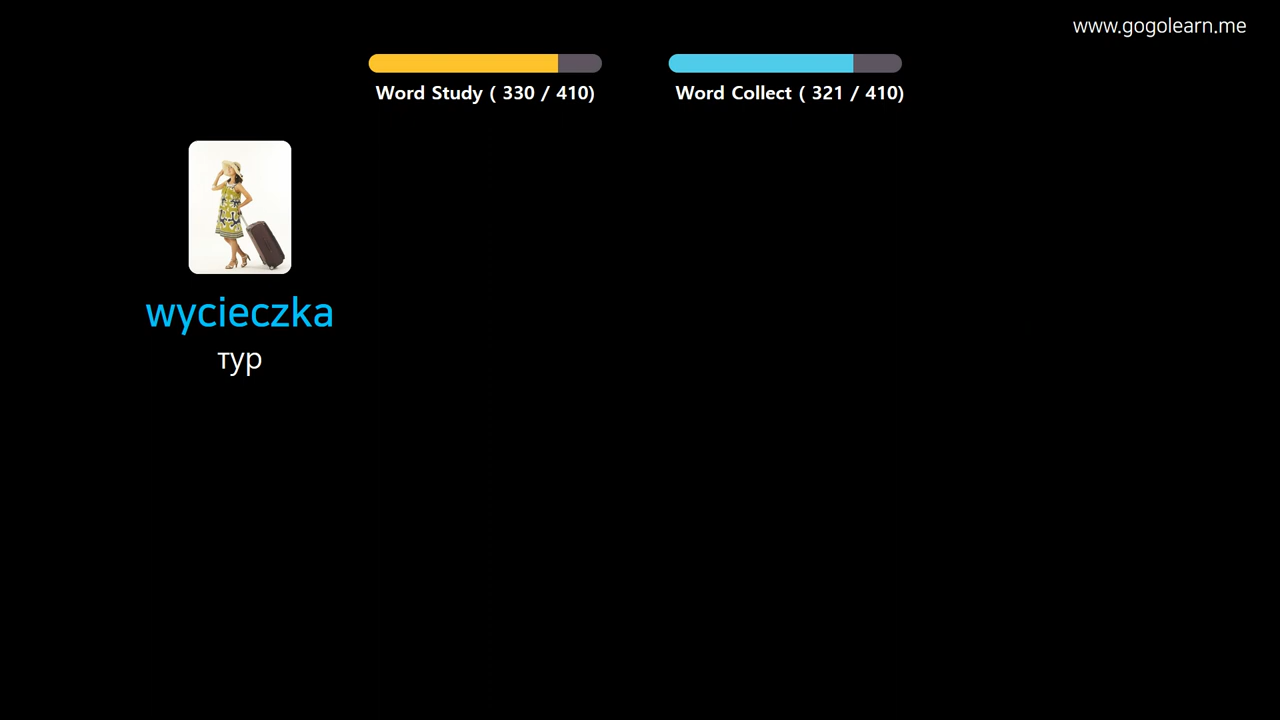 www.gogolearn.me
Word Study ( 330 / 410)
Word Collect ( 321 / 410)
wycieczka
тур